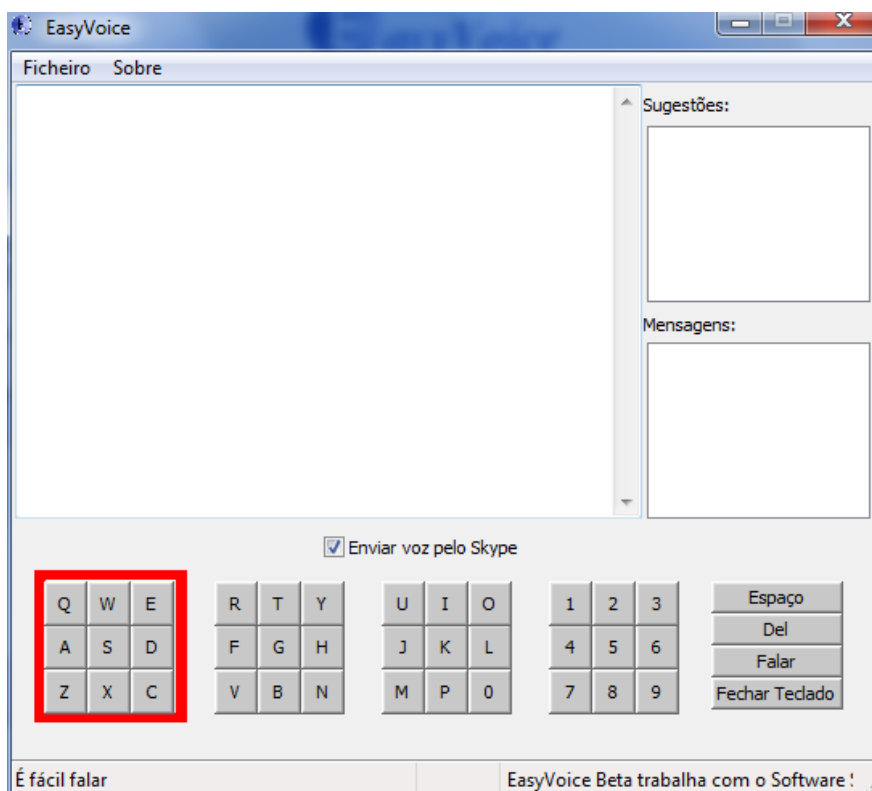 EasyVoice
Ficheiro Sobre
Sugestões:
Mensagens:
Enviar voz pelo Skype
Q W E R T Y U I O 1 2 3 Espaço
A S D F G H J K L 4 5 6 Del
Falar
Z X C V B N M P 0 7 8 9 Fechar Teclado
É fácil falar EasyVoice Beta trabalha com o Software